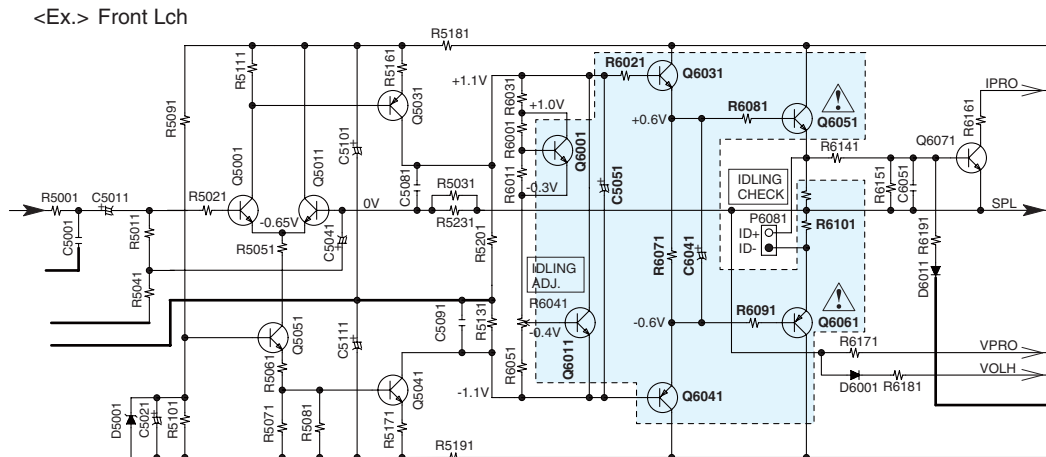 <Ex.> Front Lch
R5181
R5111
R5161
Q5031
R5091
C5101
Q5001
Q5011
+1.1V
R6031
+1.0V
R6001
R6011
Q6001
-0.3V
C5051
R6021
Q6031
+0.6V
R6081
Q6051
IPRO
R6161
Q6071
R6141
R6151
C6051
IDLING
CHECK
P6081
ID+
ID-
R6101
SPL
R6191
D6011
R5001
C5011
C5001
R5011
R5021
-0.65V
R5051
C5041
0V
C5081
R5031
R5231
R5201
R5041
IDLING
ADJ.
R6041
-0.4V
Q6011
R6071
C6041
-0.6V
R6091
Q6061
Q5051
R5061
C5111
C5091
R5131
R6051
Q5041
-1.1V
Q6041
R6171
VPRO
D6001
R6181
VOLH
D5001
C5021
R5101
R5071
R5081
R5171
R5191